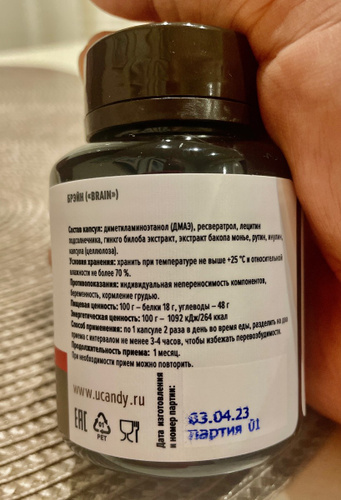 БРЭЙН («BRAIN»)
Состав капсул: диметиламиноэтанол (ДМАЭ), ресвератрол, лецитин
подсолнечника, гинкго билоба экстракт, экстракт бакопа монье, рутин, инулин,
капсула (целлюлоза).
Условия хранения: хранить при температуре не выше +25 °С и относительной
влажности не более 70 %.
Противопоказания: индивидуальная непереносимость компонентов,
беременность, кормление грудью.
Пищевая ценность: 100 г – белки 18 г, углеводы – 48 г
Энергетическая ценность: 100 г – 1092 кДж/264 ккал
Способ применения: по 1 капсуле 2 раза в день во время еды, разделить на два
приема с интервалом не менее 3-4 часов, чтобы избежать перевозбудимости.
Продолжительность приема: 1 месяц.
При необходимости прием можно повторить.
www.ucandy.ru
EAC
01
PET
Дата изготовления
и номер партии:
03.04.23
партия 01